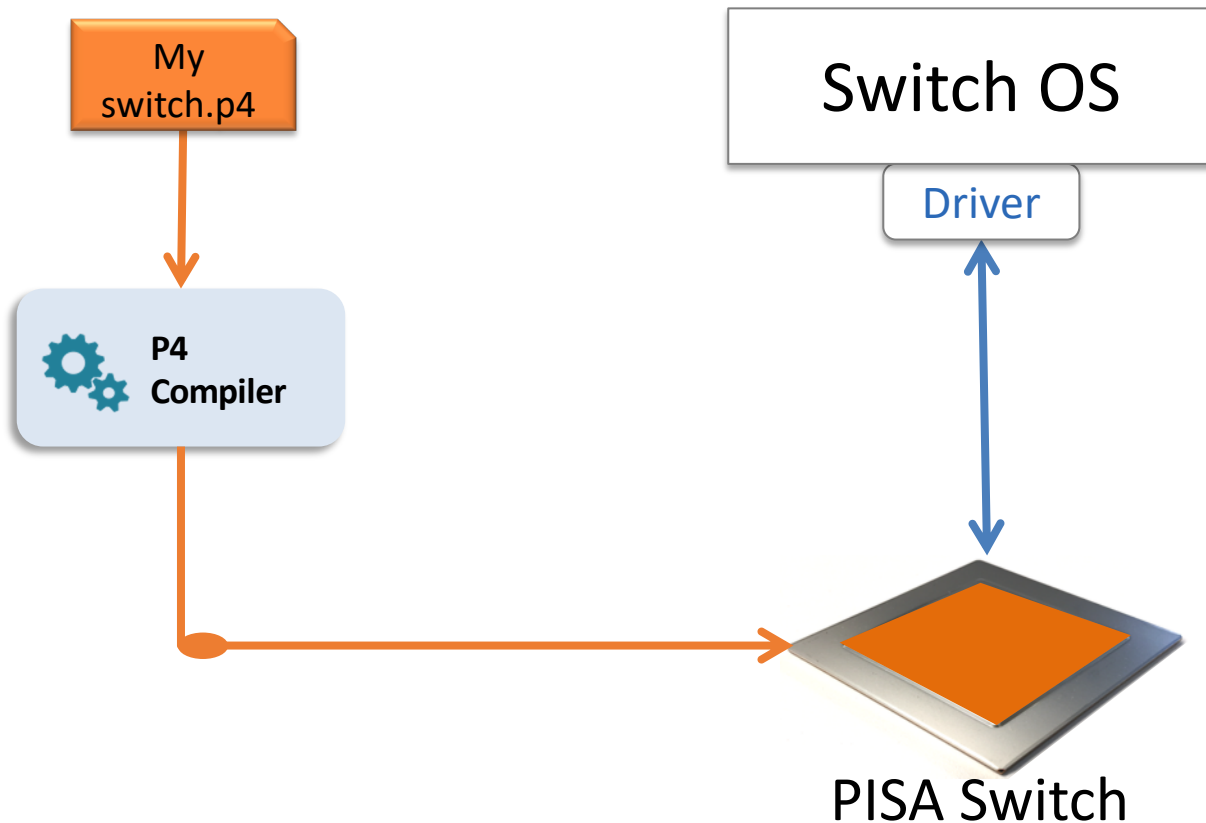 My
switch.p4
Switch OS
Driver
P4
Compiler
PISA Switch